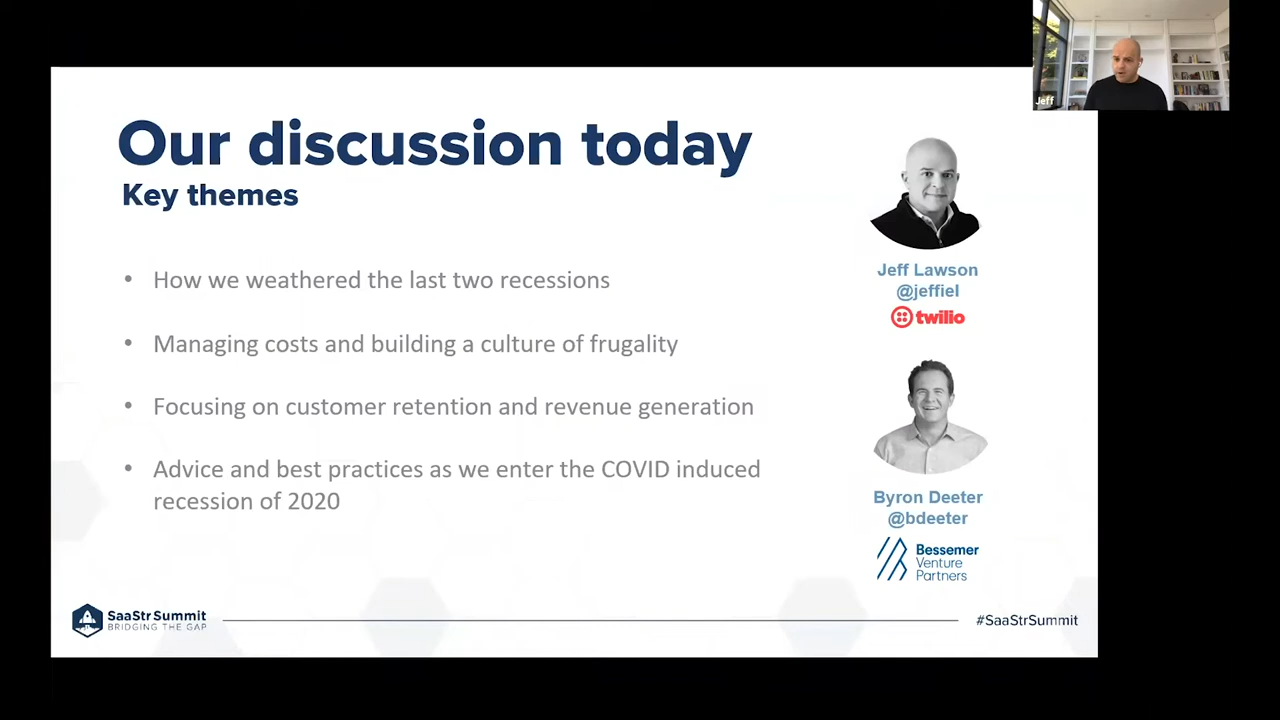 Jeff
Our discussion today
Key themes
• How we weathered the last two recessions
• Managing costs and building a culture of frugality
• Focusing on customer retention and revenue generation
• Advice and best practices as we enter the COVID induced
recession of 2020
Jeff Lawson
@jeffiel
twilio
Byron Deeter
@bdeeter
Bessemer
Venture
Partners
SaaStr Summit
BRIDGING THE GAP
#SaaStrSummit